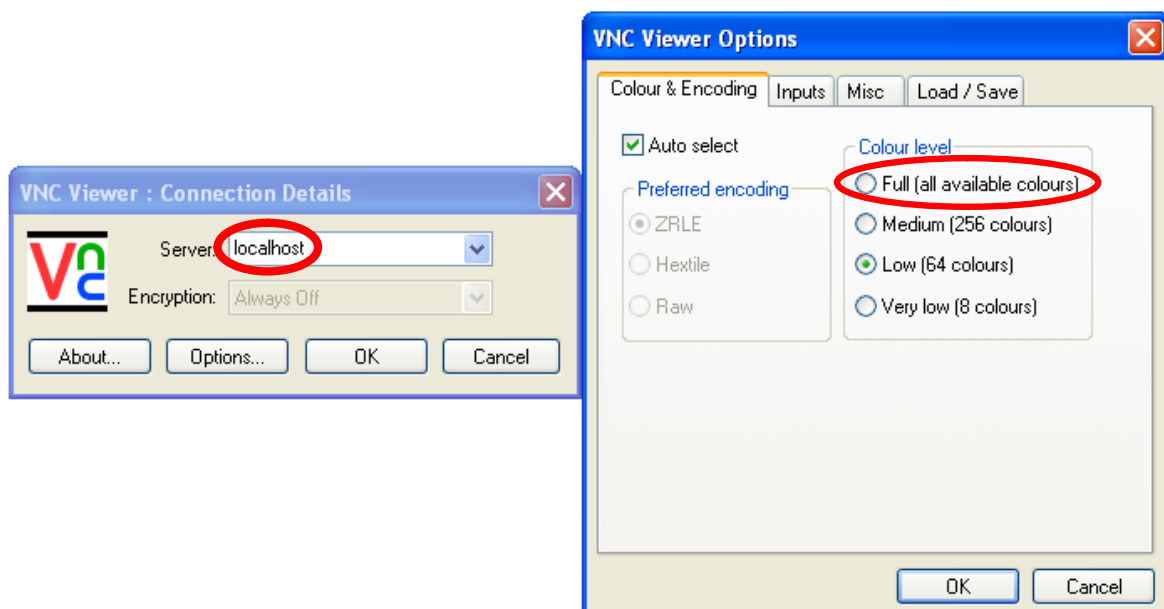 VNC Viewer : Connection Details
Vnc
Server: localhost
Encryption: Always Off
About... Options... OK Cancel
VNC Viewer Options
Colour & Encoding Inputs Misc Load / Save
Auto select
Preferred encoding
ZRLE
Hextile
Raw
Colour level
Full (all available colours)
Medium (256 colours)
Low (64 colours)
Very low (8 colours)
OK Cancel